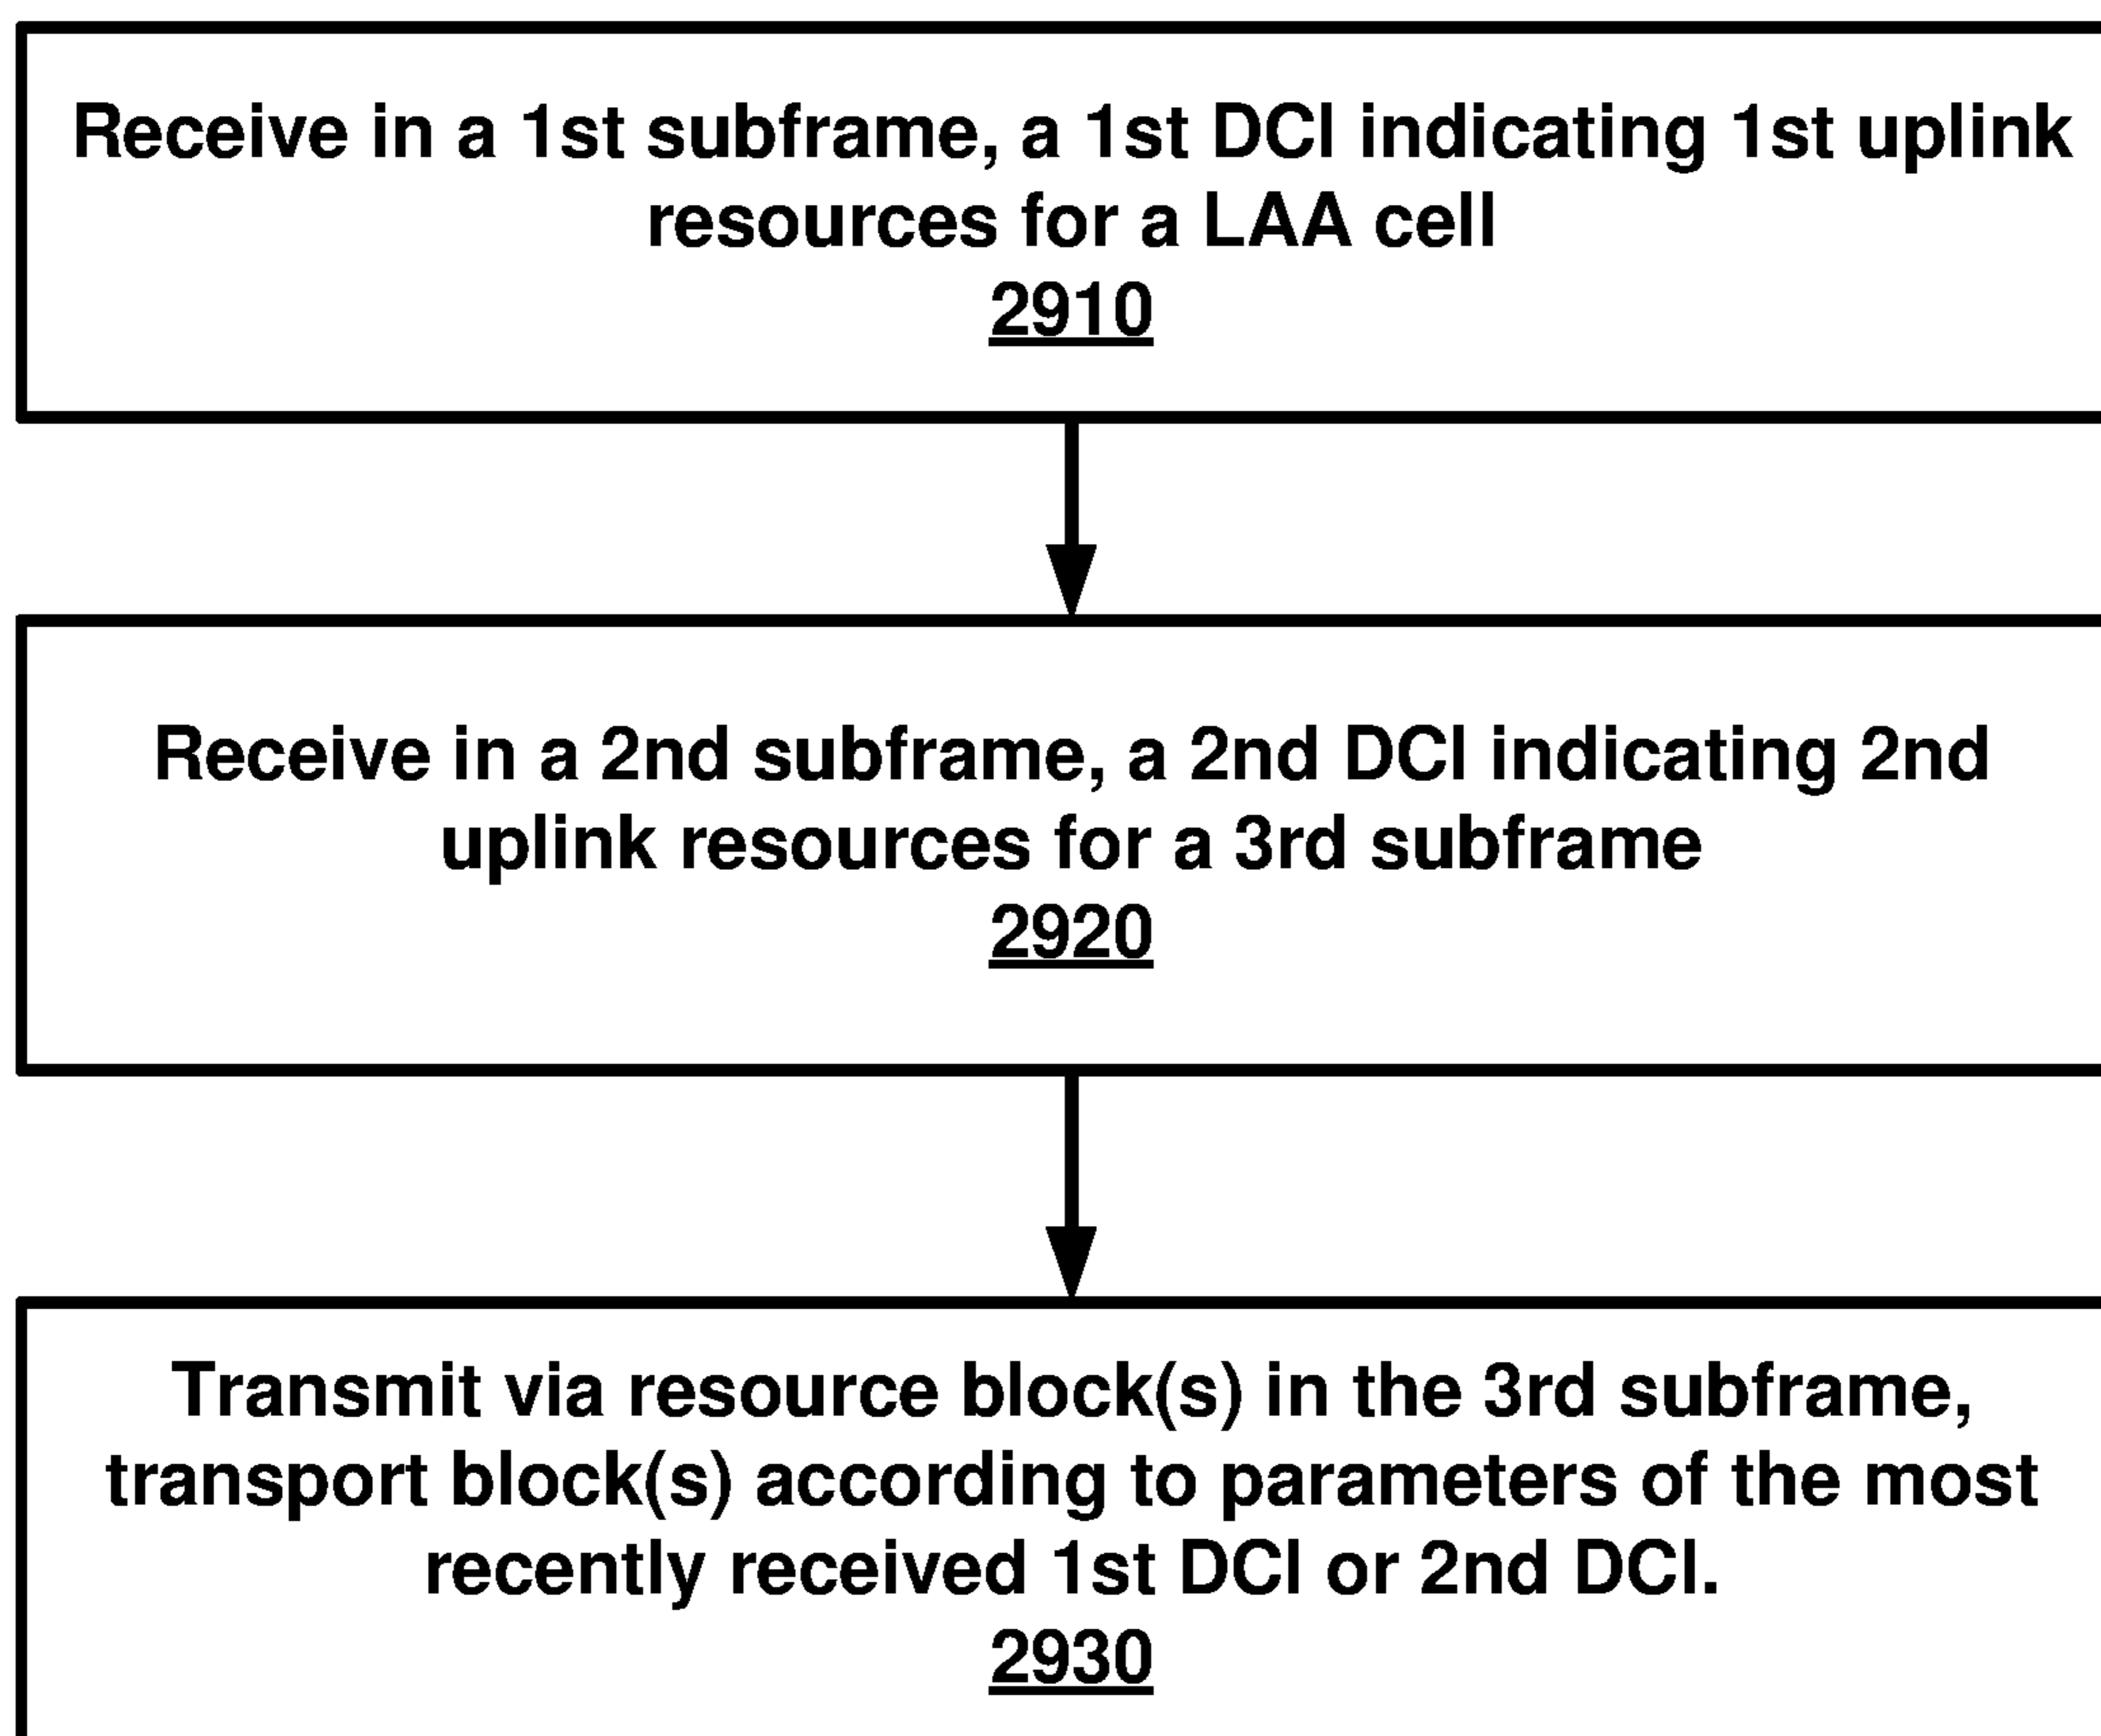 Receive in a 1st subframe, a 1st DCI indicating 1st uplink
resources for a LAA cell
2910
Receive in a 2nd subframe, a 2nd DCI indicating 2nd
uplink resources for a 3rd subframe
2920
Transmit via resource block(s) in the 3rd subframe,
transport block(s) according to parameters of the most
recently received 1st DCI or 2nd DCI.
2930